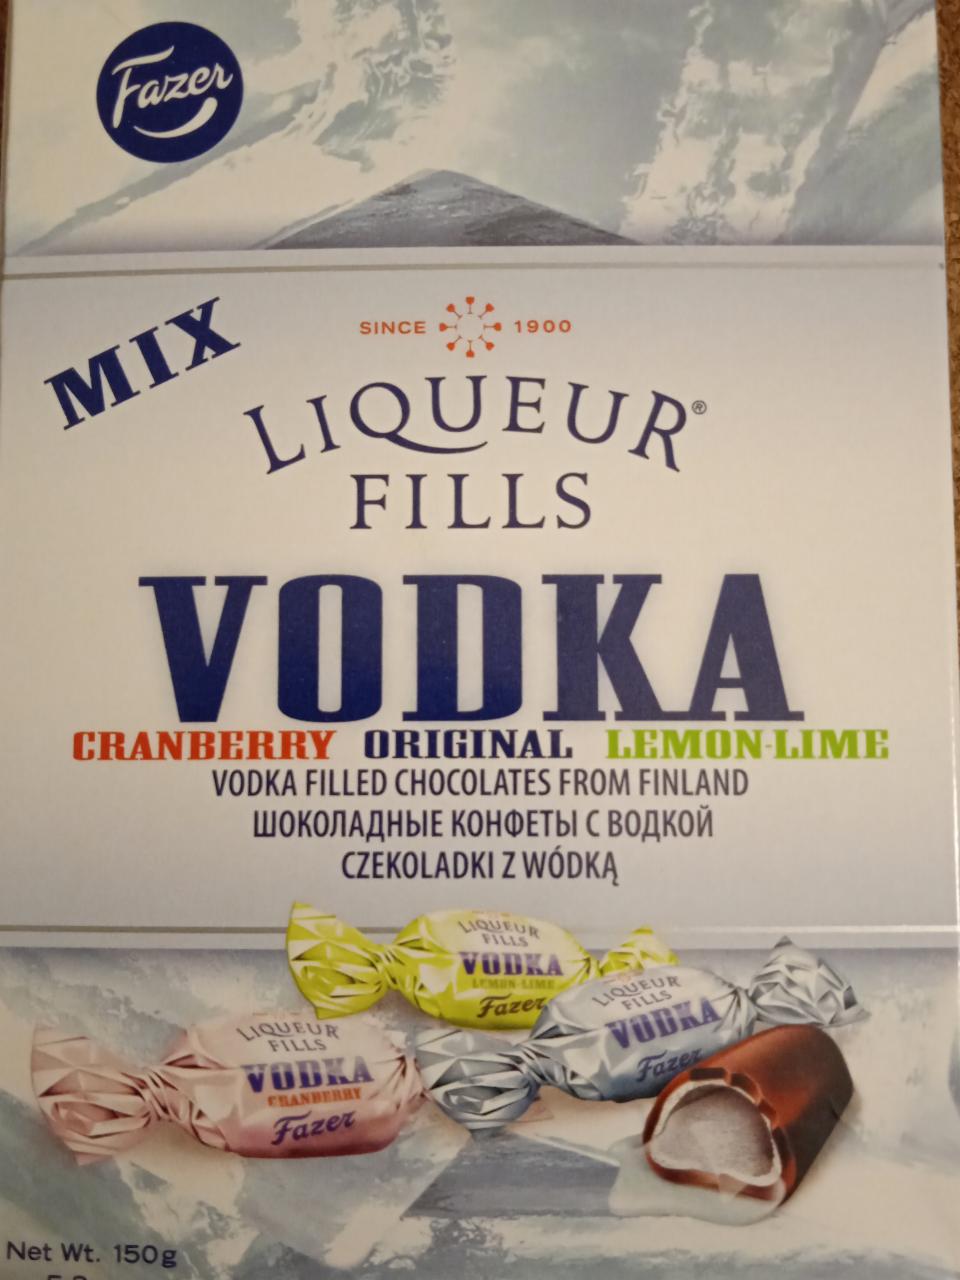 Fazer
MIX
SINCE 1900
LIQUEUR®
FILLS
VODKA
CRANBERRY ORIGINAL LEMON-LIME
VODKA FILLED CHOCOLATES FROM FINLAND
ШОКОЛАДНЫЕ КОНФЕТЫ С ВОДКОЙ
CZEKOLADKI Z WÓDKĄ
LIQUEUR
FILLS
VODKA
LEMON-LIME
Fazer
LIQUEUR
FILLS
VODKA
Fazer
LIQUEUR
FILLS
VODKA
CRANBERRY
Fazer
Net Wt. 150g